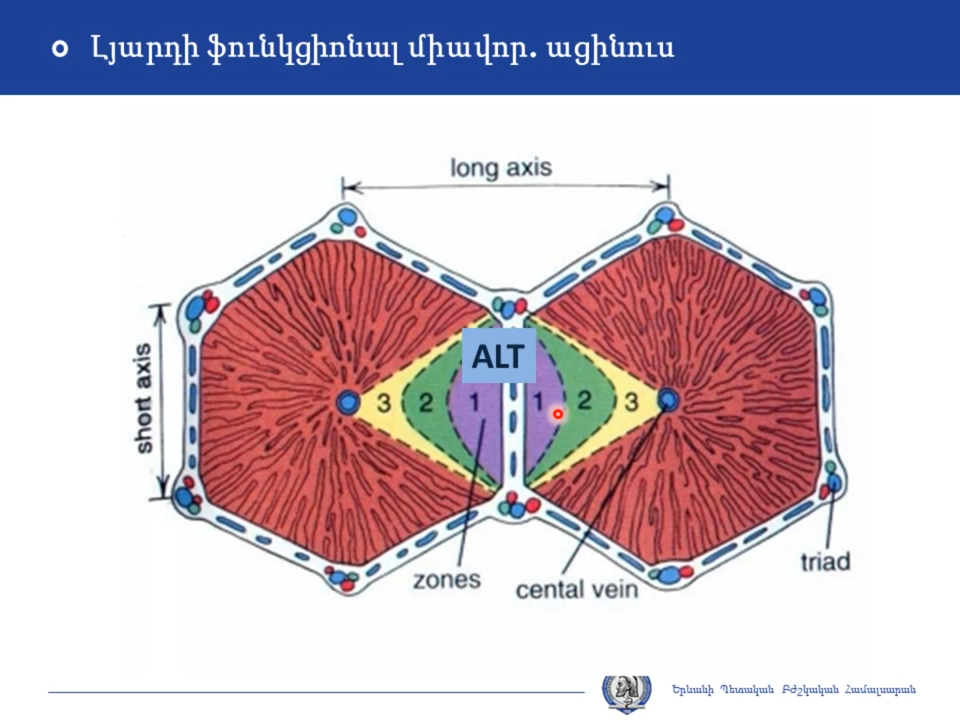 Լյարդի ֆունկցիոնալ միավոր. ացինուս
long axis
short axis
ALT
3 2 1 1 2 3
zones
cental vein
triad
Երևանի Պետական Բժշկական Համալսարան